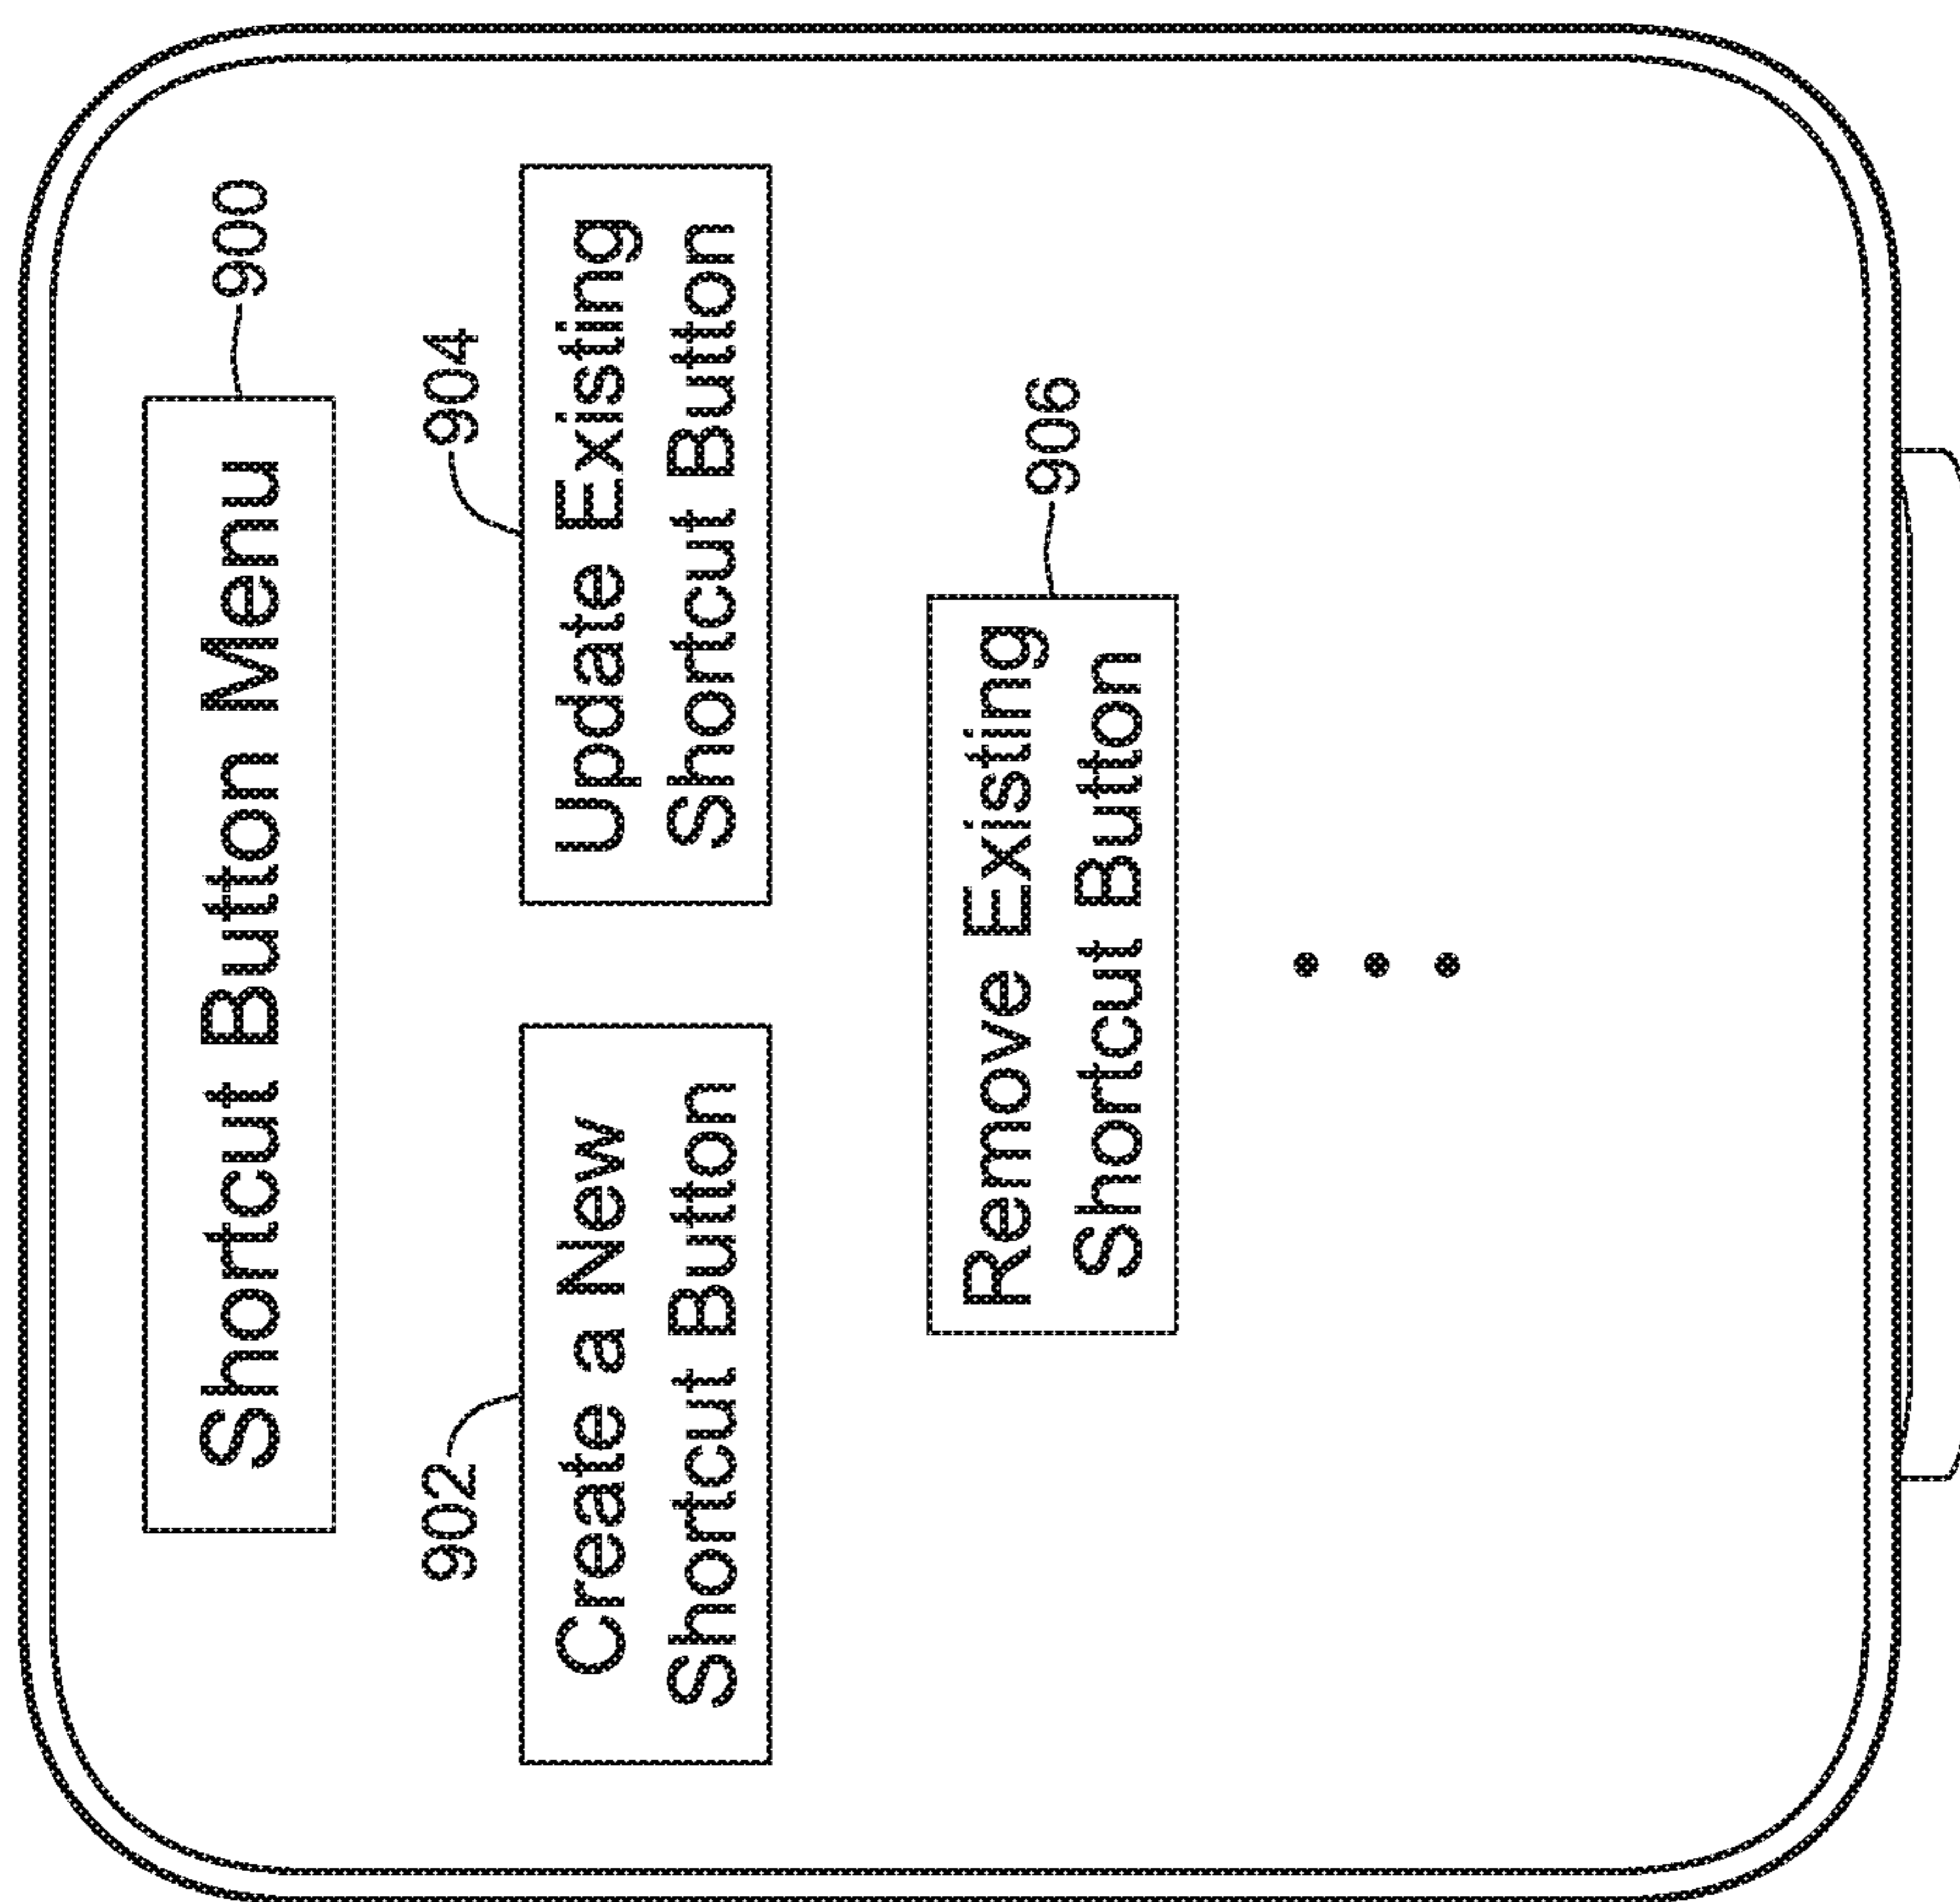 Shortcut Button Menu
900
902
904
Create a New
Shortcut Button
Update Existing
Shortcut Button
906
Remove Existing
Shortcut Button